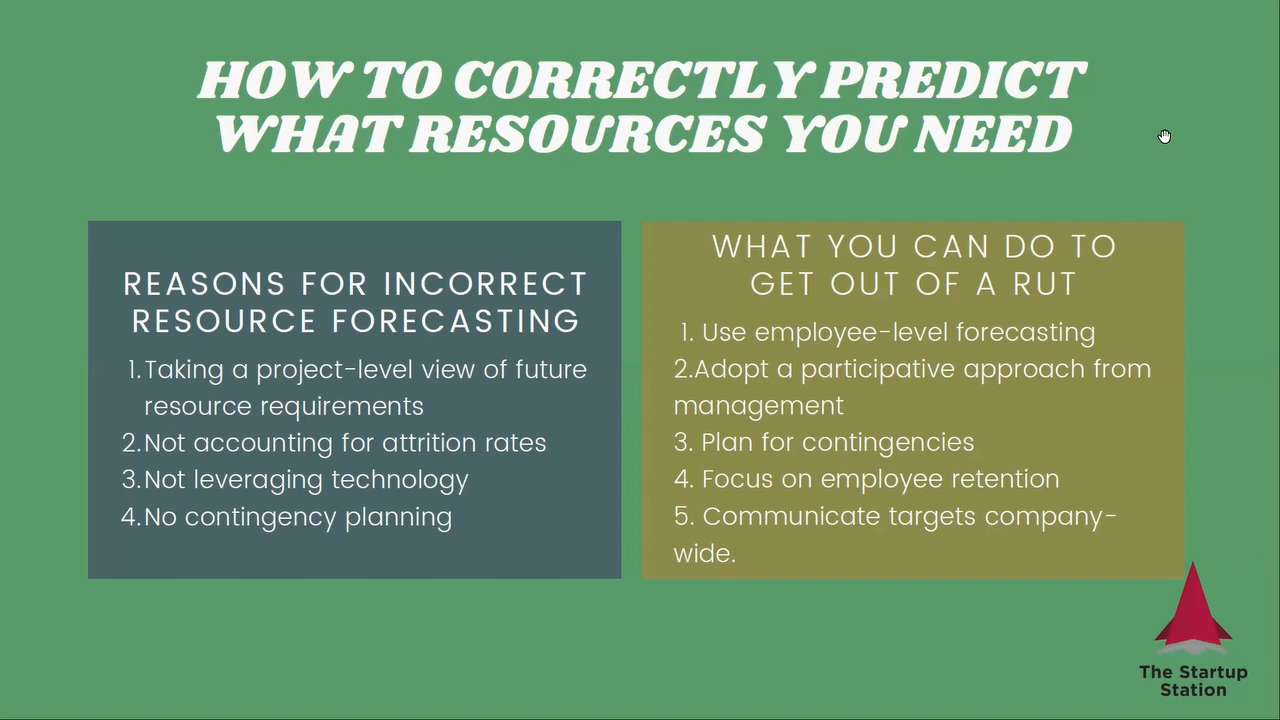 HOW TO CORRECTLY PREDICT
WHAT RESOURCES YOU NEED
REASONS FOR INCORRECT
RESOURCE FORECASTING
1.Taking a project-level view of future
resource requirements
2.Not accounting for attrition rates
3.Not leveraging technology
4.No contingency planning
WHAT YOU CAN DO TO
GET OUT OF A RUT
1. Use employee-level forecasting
2.Adopt a participative approach from
management
3. Plan for contingencies
4. Focus on employee retention
5. Communicate targets company-
wide.
The Startup
Station